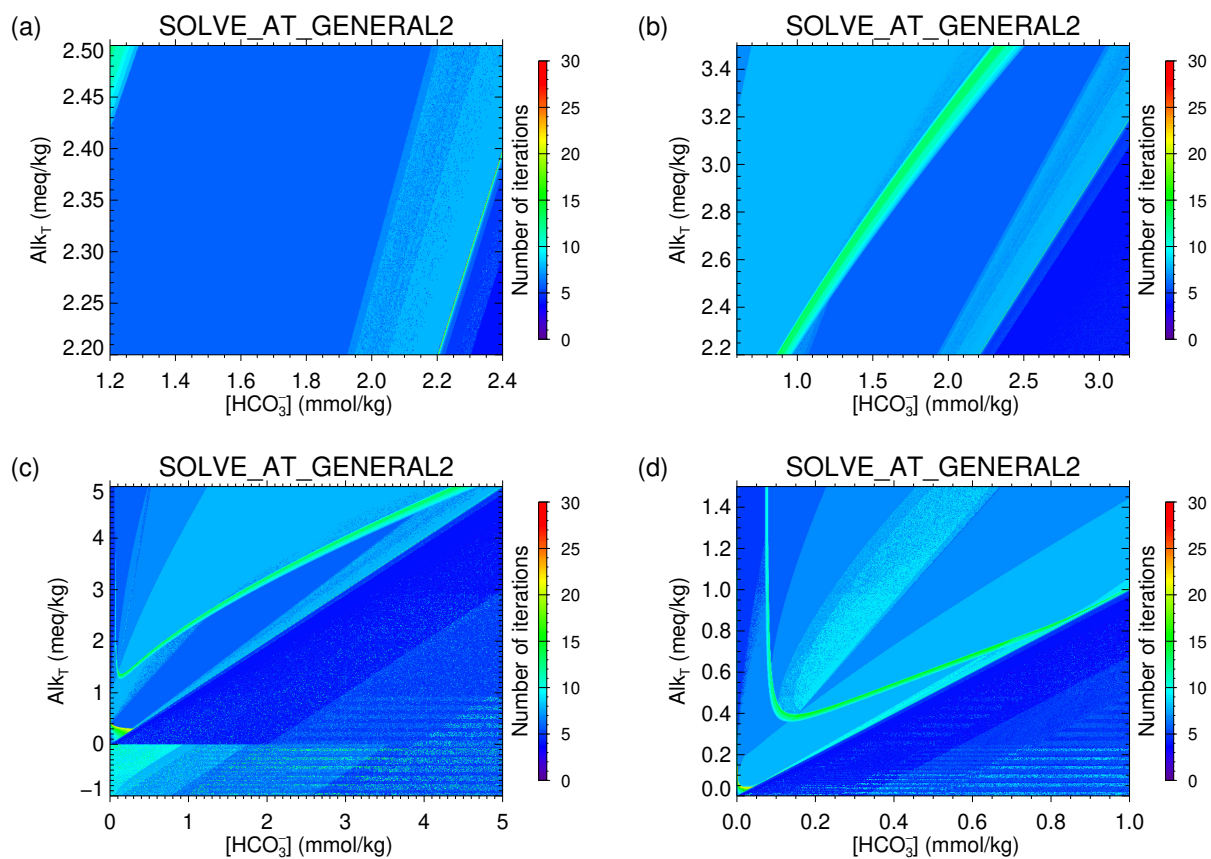 (a) SOLVE_AT_GENERAL2
2.50
2.45
2.40
2.35
2.30
2.25
2.20
Alk_T (meq/kg)
1.2 1.4 1.6 1.8 2.0 2.2 2.4
[HCO₃⁻] (mmol/kg)
30
25
20
15
10
5
0
Number of iterations
(b) SOLVE_AT_GENERAL2
3.4
3.2
3.0
2.8
2.6
2.4
2.2
Alk_T (meq/kg)
1.0 1.5 2.0 2.5 3.0
[HCO₃⁻] (mmol/kg)
30
25
20
15
10
5
0
Number of iterations
(c) SOLVE_AT_GENERAL2
5
4
3
2
1
0
−1
Alk_T (meq/kg)
0 1 2 3 4 5
[HCO₃⁻] (mmol/kg)
30
25
20
15
10
5
0
Number of iterations
(d) SOLVE_AT_GENERAL2
1.4
1.2
1.0
0.8
0.6
0.4
0.2
0.0
Alk_T (meq/kg)
0.0 0.2 0.4 0.6 0.8 1.0
[HCO₃⁻] (mmol/kg)
30
25
20
15
10
5
0
Number of iterations